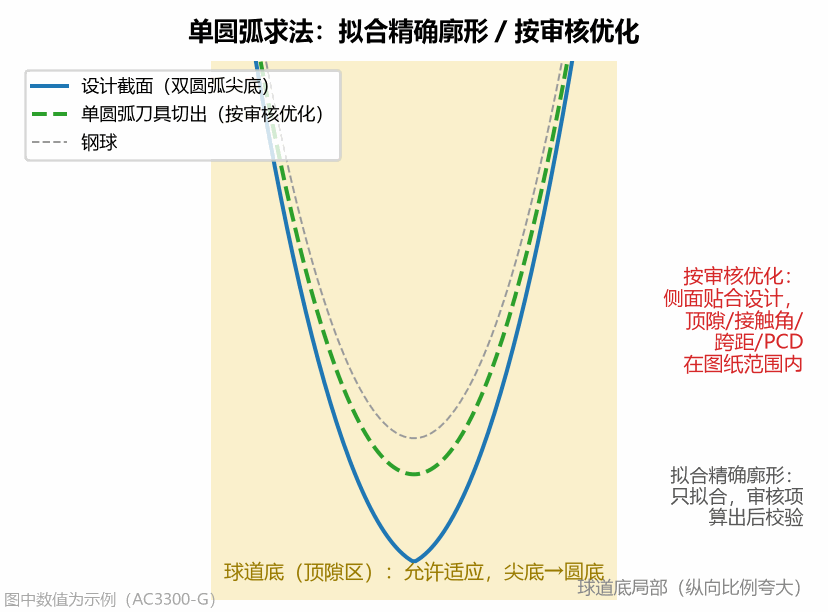 单圆弧求法：拟合精确廓形 / 按审核优化
设计截面（双圆弧尖底）
单圆弧刀具切出（按审核优化）
钢球
按审核优化：
侧面贴合设计，
顶隙/接触角/
跨距/PCD
在图纸范围内
拟合精确廓形：
只拟合，审核项
算出后校验
球道底（顶隙区）：允许适应，尖底→圆底
球道底局部（纵向比例夸大）
图中数值为示例（AC3300-G）